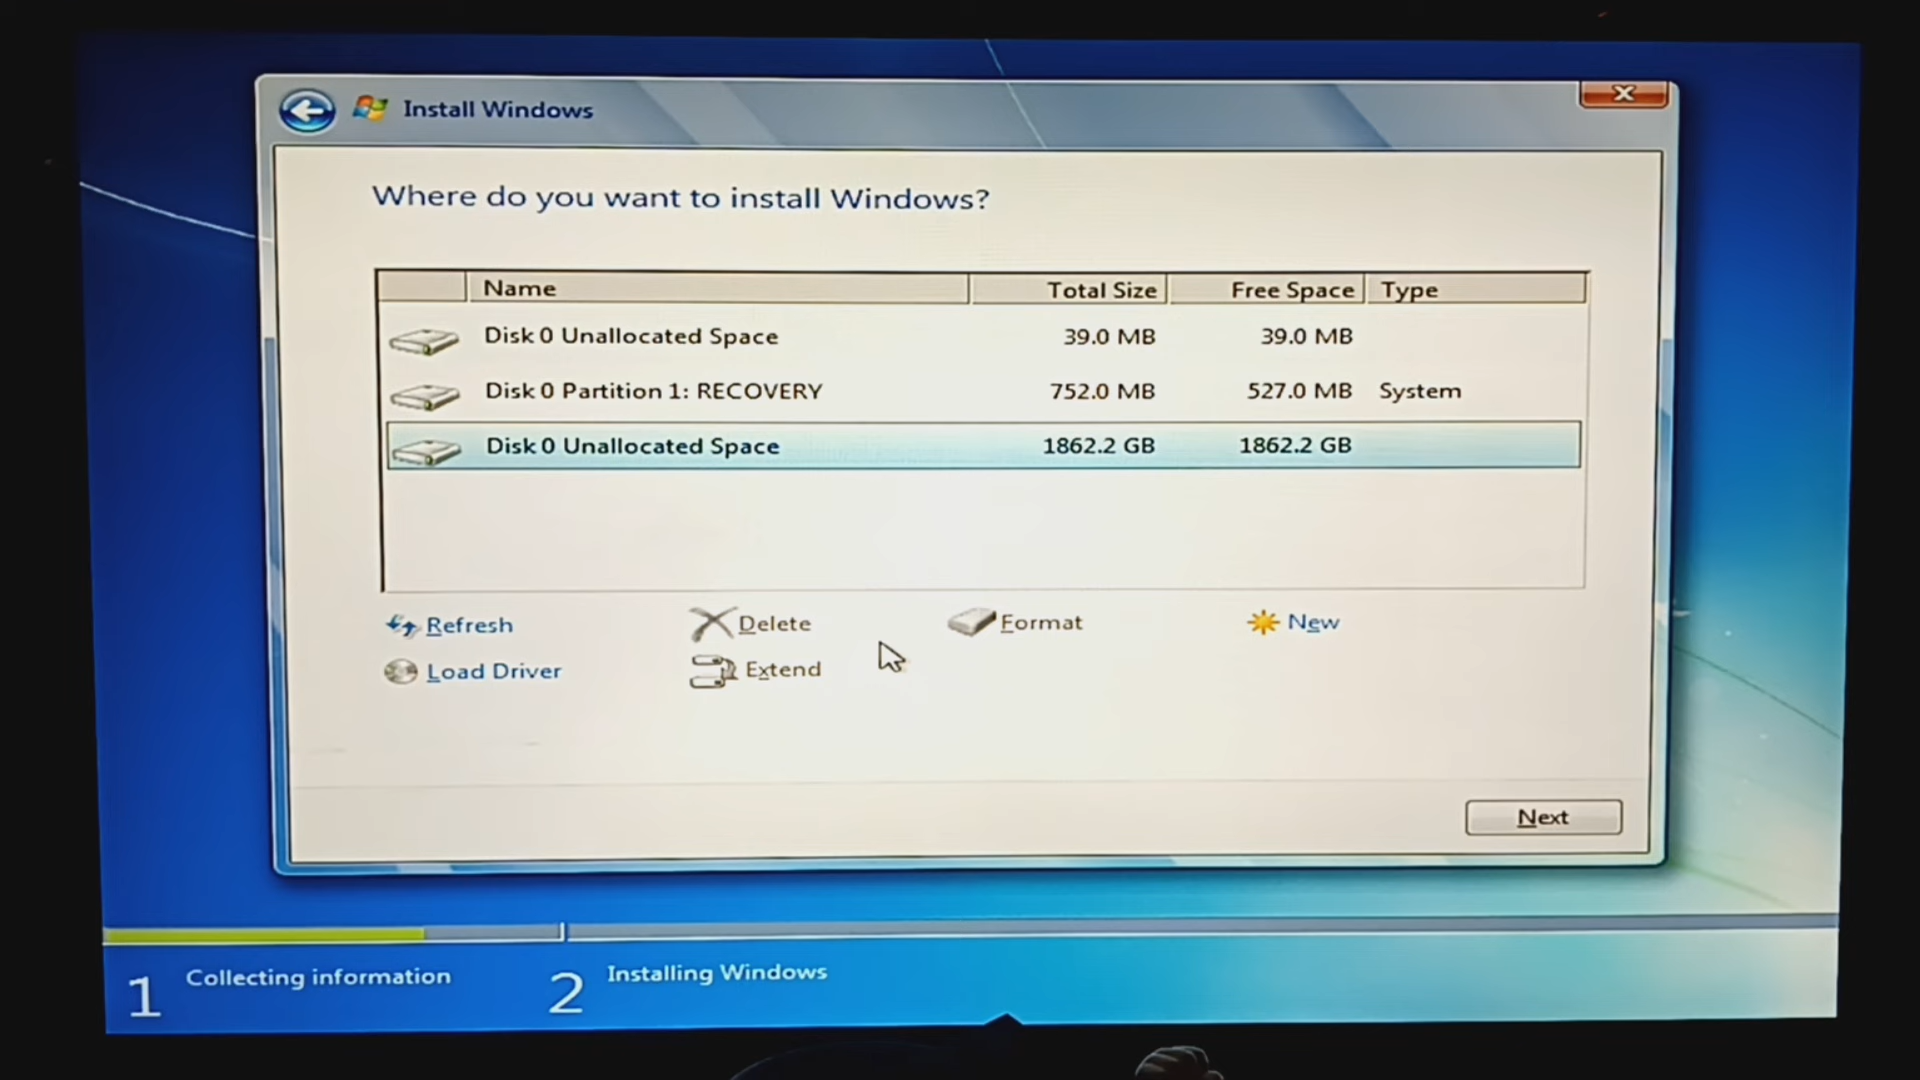 Install Windows
Where do you want to install Windows?
Name Total Size Free Space Type
Disk 0 Unallocated Space 39.0 MB 39.0 MB
Disk 0 Partition 1: RECOVERY 752.0 MB 527.0 MB System
Disk 0 Unallocated Space 1862.2 GB 1862.2 GB
Refresh Delete Format New
Load Driver Extend
Next
1 Collecting information 2 Installing Windows